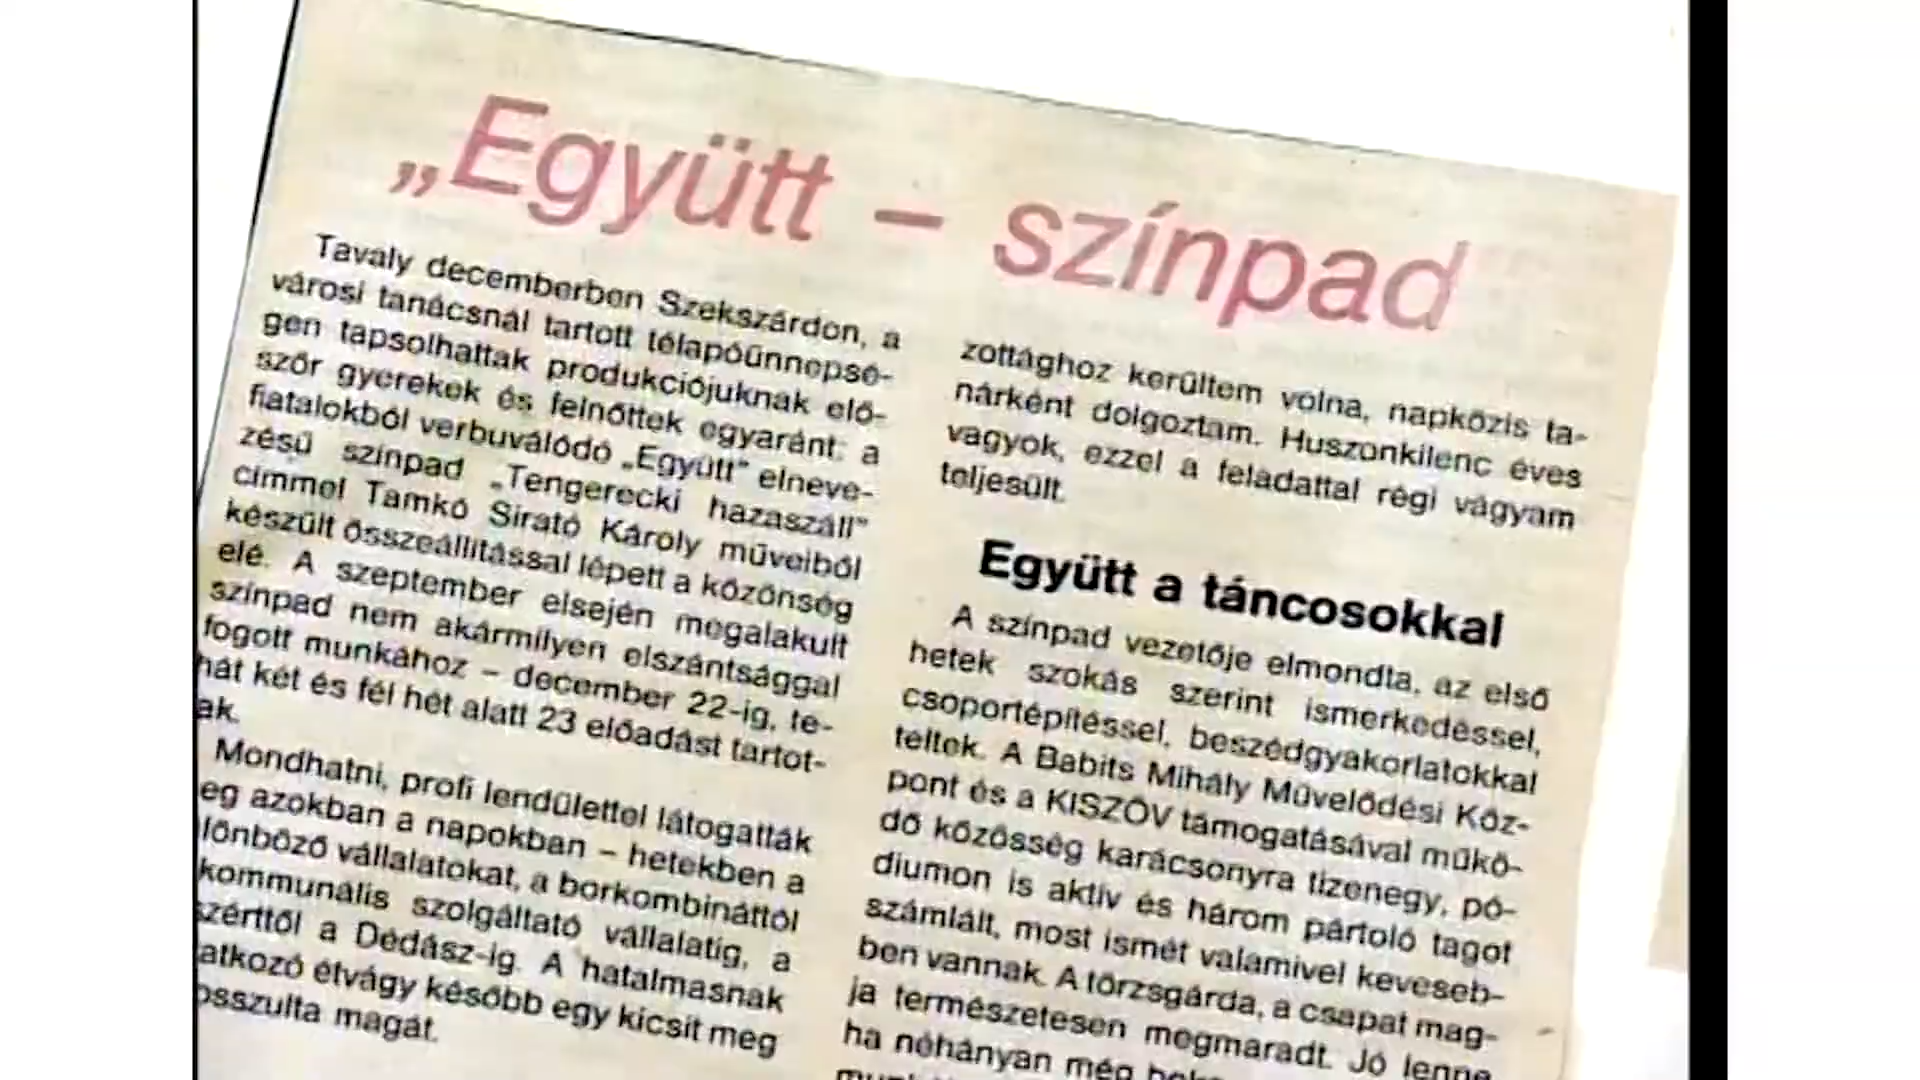 „Együtt – színpad
Tavaly decemberben Szekszárdon, a
városi tanácsnál tartott télapóünnepsé-
gen tapsolhattak produkciójuknak elő-
ször gyerekek és felnőttek egyaránt: a
fiatalokból verbuválódó „Együtt” elneve-
zésű színpad „Tengerecki hazaszáll”
címmel Tamkó Sirató Károly műveiből
készült összeállítással lépett a közönség
elé. A szeptember elsején megalakult
színpad nem akármilyen elszántsággal
fogott munkához – december 22-ig, te-
hát két és fél hét alatt 23 előadást tartot-
ak.
Mondhatni, profi lendülettel látogatták
eg azokban a napokban – hetekben a
lönböző vállalatokat, a borkombináttól
kommunális szolgáltató vállalatig, a
szérttől a Dédász-ig. A hatalmasnak
atkozó étvágy később egy kicsit meg
osszulta magát.
zottághoz kerültem volna, napközis ta-
nárként dolgoztam. Huszonkilenc éves
vagyok, ezzel a feladattal régi vágyam
teljesült.
Együtt a táncosokkal
A színpad vezetője elmondta, az első
hetek szokás szerint ismerkedéssel,
csoportépítéssel, beszédgyakorlatokkal
teltek. A Babits Mihály Művelődési Köz-
pont és a KISZÖV támogatásával műkö-
dő közösség karácsonyra tizenegy, pó-
diumon is aktív és három pártoló tagot
számlált, most ismét valamivel keveseb-
ben vannak. A törzsgárda, a csapat mag-
ja természetesen megmaradt. Jó lenne
ha néhányan még